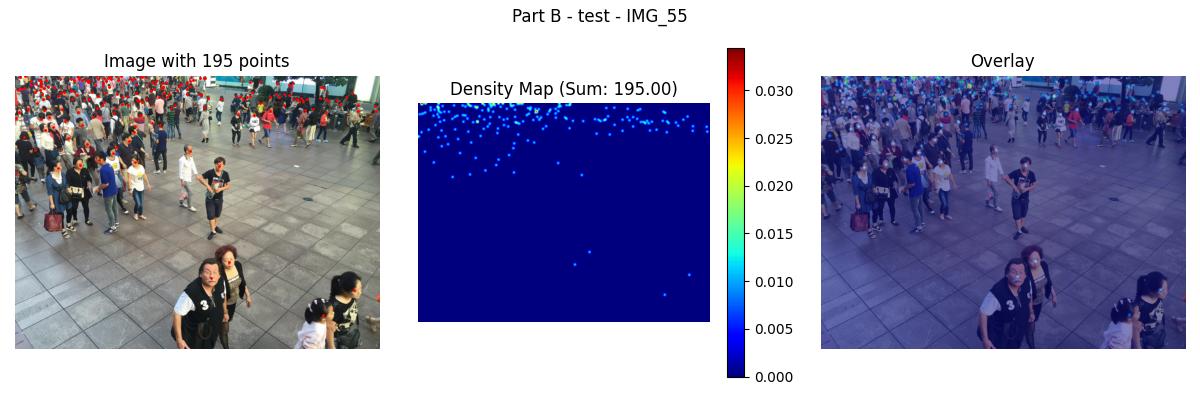 Part B - test - IMG_55
Image with 195 points
Density Map (Sum: 195.00)
Overlay
0.030
0.025
0.020
0.015
0.010
0.005
0.000
3